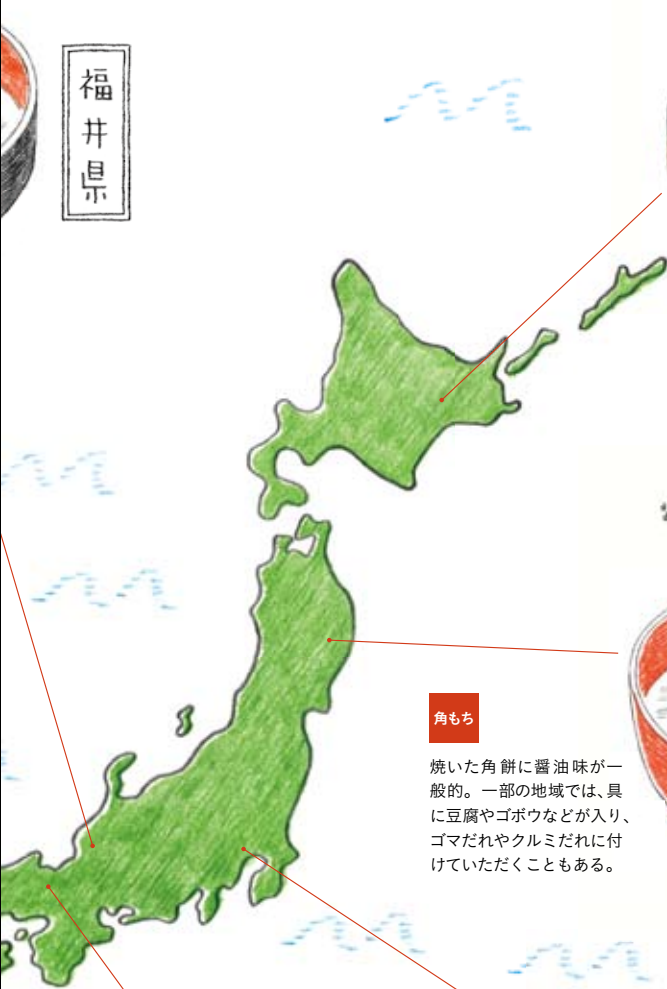 福井県
角もち
焼いた角餅に醤油味が一
般的。一部の地域では、具
に豆腐やゴボウなどが入り、
ゴマだれやクルミだれに付
けていただくこともある。